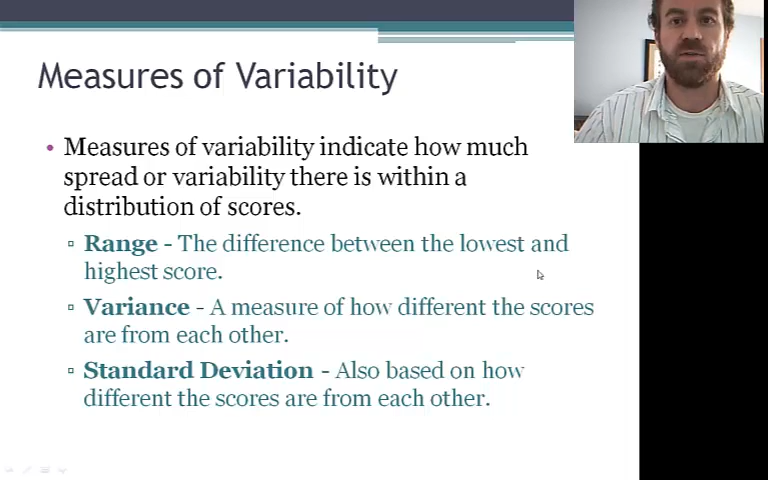 Measures of Variability
• Measures of variability indicate how much
spread or variability there is within a
distribution of scores.
▫ Range - The difference between the lowest and
highest score.
▫ Variance - A measure of how different the scores
are from each other.
▫ Standard Deviation - Also based on how
different the scores are from each other.